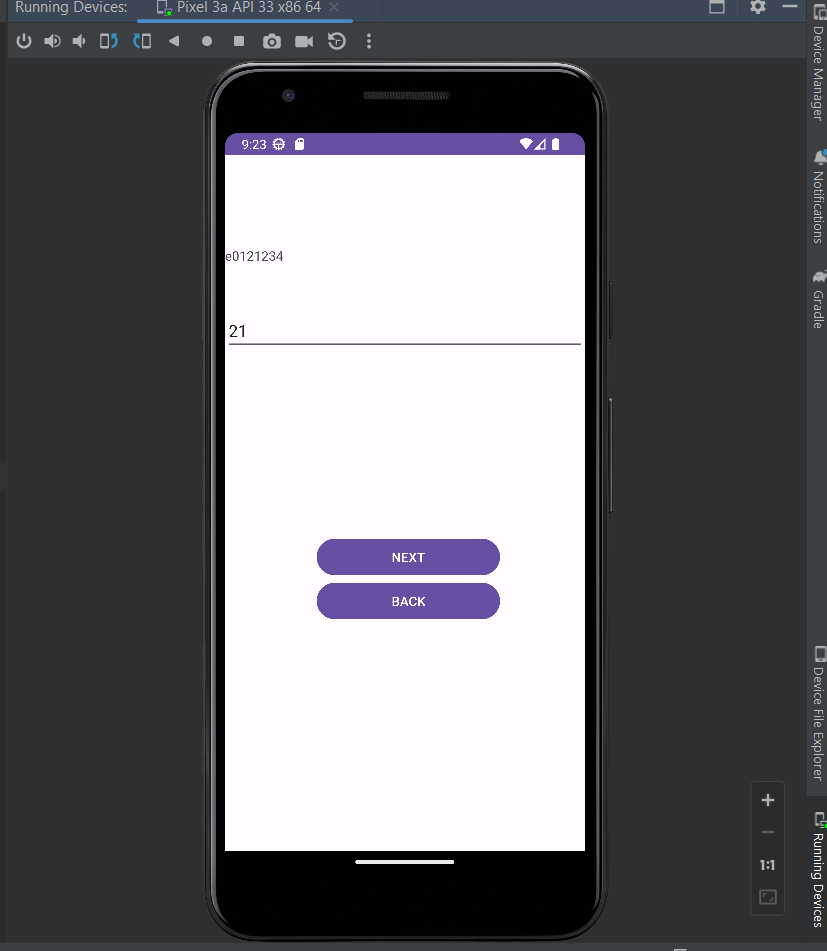 Running Devices: Pixel 3a API 33 x86 64
Device Manager
Notifications
Gradle
9:23
e0121234
21
NEXT
BACK
Device File Explorer
1:1
Running Devices